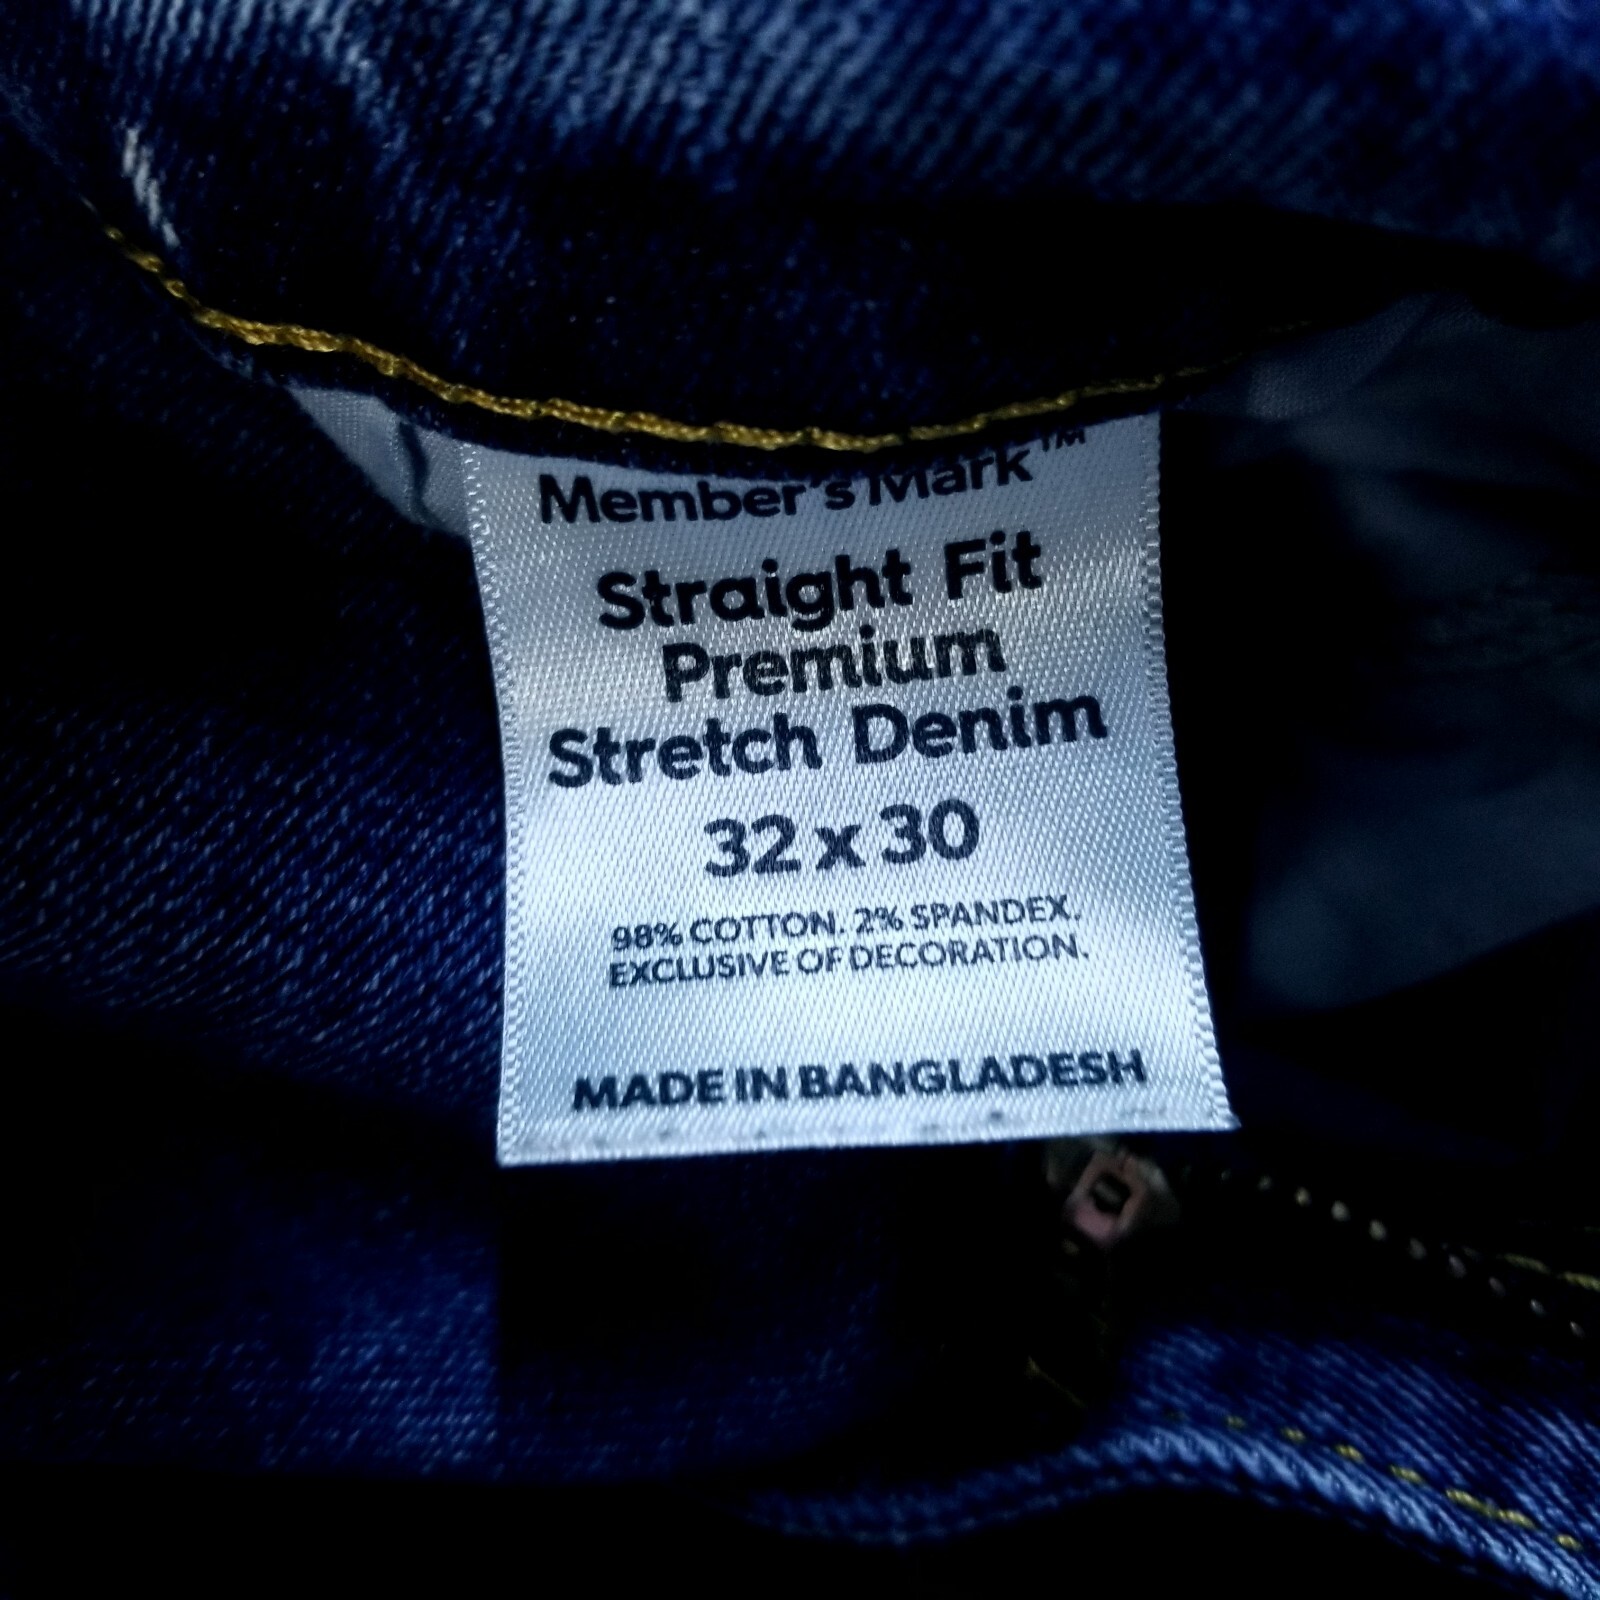 Member's Mark™
Straight Fit
Premium
Stretch Denim
32 x 30
98% COTTON. 2% SPANDEX.
EXCLUSIVE OF DECORATION.
MADE IN BANGLADESH